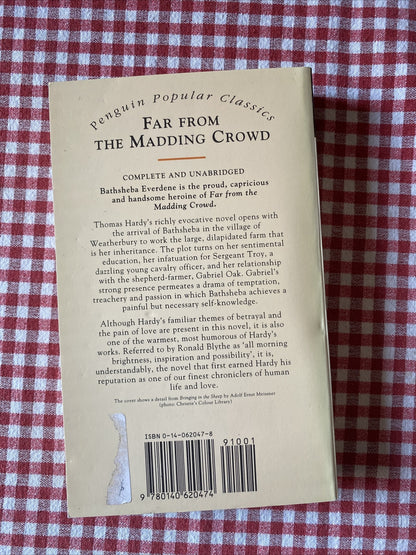 Penguin Popular Classics
FAR FROM
THE MADDING CROWD
COMPLETE AND UNABRIDGED
Bathsheba Everdene is the proud, capricious
and handsome heroine of Far from the
Madding Crowd.
Thomas Hardy's richly evocative novel opens with
the arrival of Bathsheba in the village of
Weatherbury to work the large, dilapidated farm that
is her inheritance. The plot turns on her sentimental
education, her infatuation for Sergeant Troy, a
dazzling young cavalry officer, and her relationship
with the shepherd-farmer, Gabriel Oak. Gabriel's
strong presence permeates a drama of temptation,
treachery and passion in which Bathsheba achieves a
painful but necessary self-knowledge.
Although Hardy's familiar themes of betrayal and
the pain of love are present in this novel, it is also
one of the warmest, most humorous of Hardy's
works. Referred to by Ronald Blythe as 'all morning
brightness, inspiration and possibility', it is,
understandably, the novel that first earned Hardy his
reputation as one of our finest chroniclers of human
life and love.
The cover shows a detail from Bringing in the Sheep by Adolf Ernst Meissner
(photo: Christie's Colour Library)
ISBN 0-14-062047-8
91001
9 780140 620474